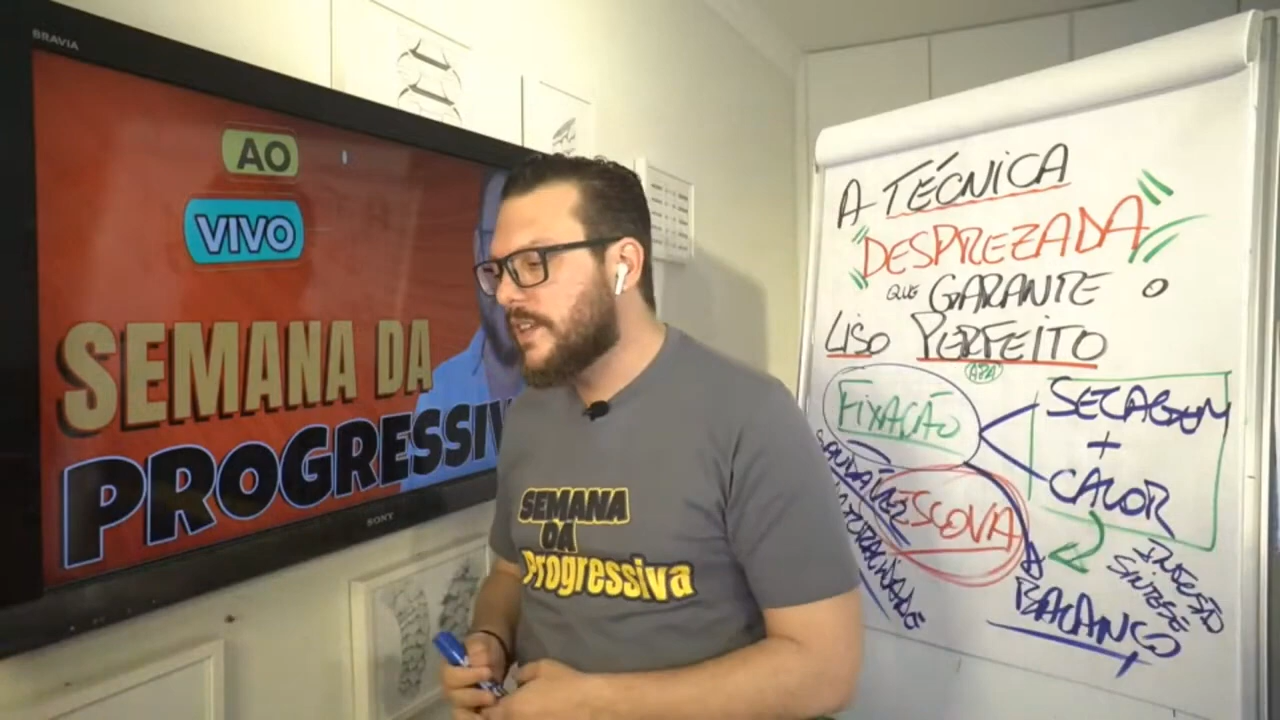 BRAVIA
AO
VIVO
SEMANA DA
PROGRESSIV
SONY
SEMANA
DA
Progressiva
A TÉCNICA
"DESPREZADA"
QUE GARANTE O
LISO PERFEITO
FIXAÇÃO
SECAGEM
+
CALOR
ESCOVA
BALANÇO